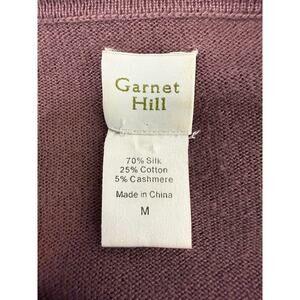 Garnet
Hill
70% Silk
25% Cotton
5% Cashmere
Made in China
M